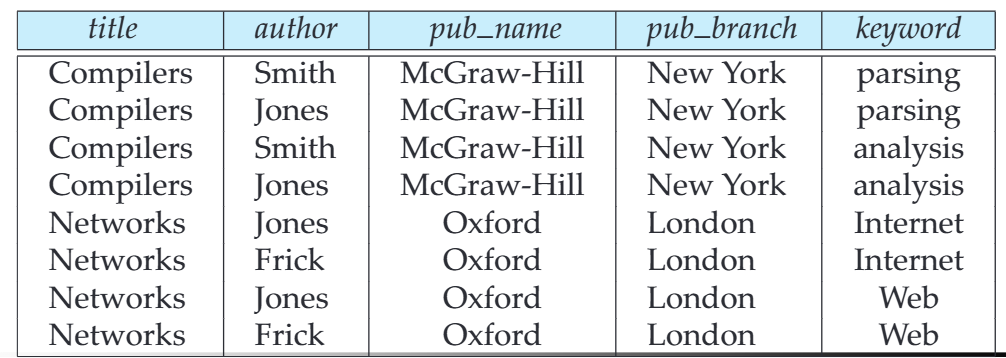 title author pub_name pub_branch keyword
Compilers Smith McGraw-Hill New York parsing
Compilers Jones McGraw-Hill New York parsing
Compilers Smith McGraw-Hill New York analysis
Compilers Jones McGraw-Hill New York analysis
Networks Jones Oxford London Internet
Networks Frick Oxford London Internet
Networks Jones Oxford London Web
Networks Frick Oxford London Web